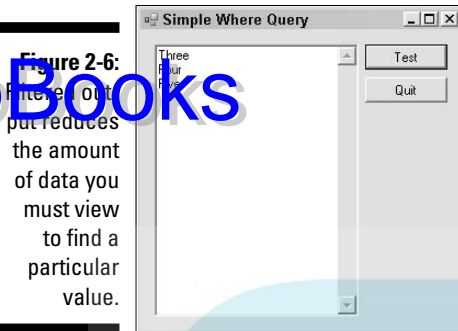 Figure 2-6:
Filtered out-
put reduces
the amount
of data you
must view
to find a
particular
value.
Simple Where Query
Three
Four
Five
Test
Quit
Books